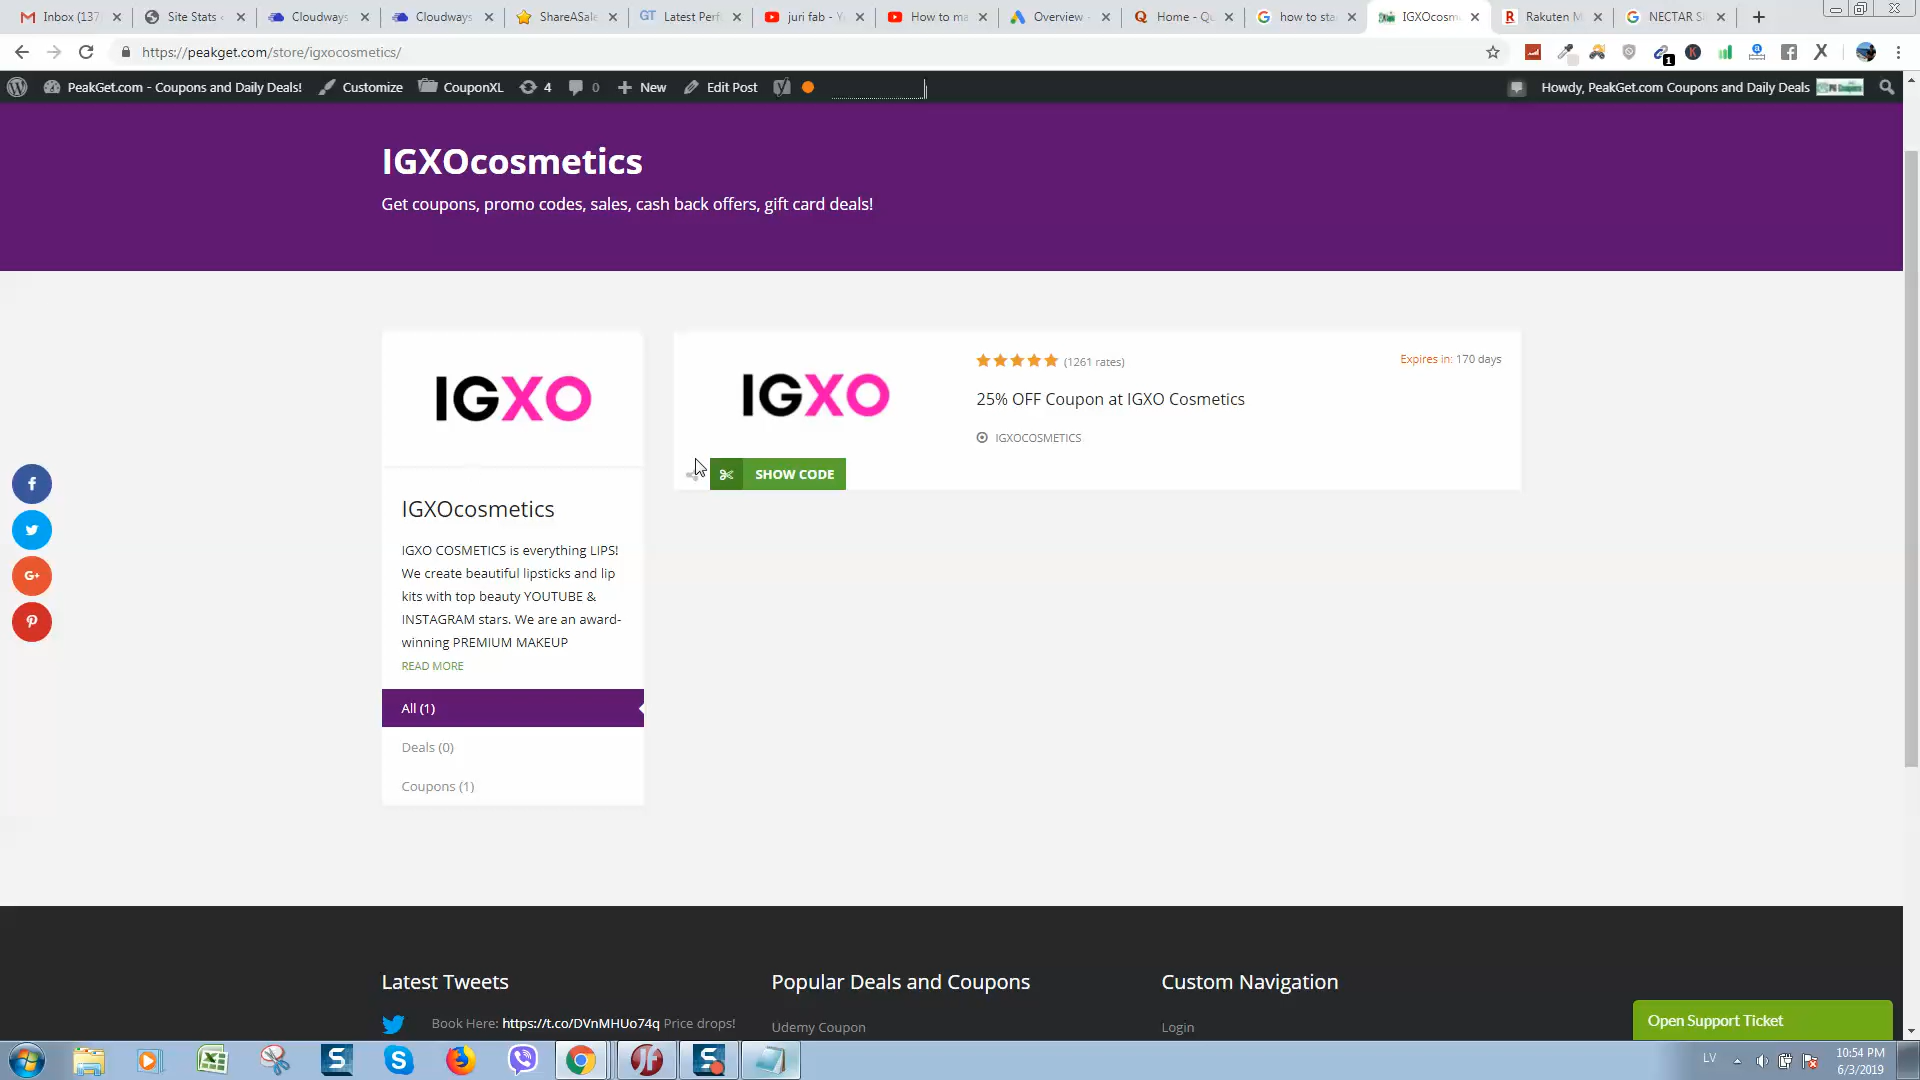 Inbox (137
Site Stats ‹
Cloudways
Cloudways
ShareASale
GT Latest Perf
juri fab - Y
How to ma
Overview -
Q Home - Qu
G how to sta
IGXOcosm
R Rakuten M
G NECTAR S
https://peakget.com/store/igxocosmetics/
1
PeakGet.com - Coupons and Daily Deals! Customize CouponXL 4 0 New Edit Post
Howdy, PeakGet.com Coupons and Daily Deals
IGXOcosmetics
Get coupons, promo codes, sales, cash back offers, gift card deals!
IGXO
IGXO
(1261 rates)
Expires in: 170 days
25% OFF Coupon at IGXO Cosmetics
IGXOCOSMETICS
SHOW CODE
IGXOcosmetics
IGXO COSMETICS is everything LIPS!
We create beautiful lipsticks and lip
kits with top beauty YOUTUBE &
INSTAGRAM stars. We are an award-
winning PREMIUM MAKEUP
READ MORE
All (1)
Deals (0)
Coupons (1)
G+
Latest Tweets
Popular Deals and Coupons
Custom Navigation
Book Here: https://t.co/DVnMHUo74q Price drops!
Udemy Coupon
Login
Open Support Ticket
LV
10:54 PM
6/3/2019